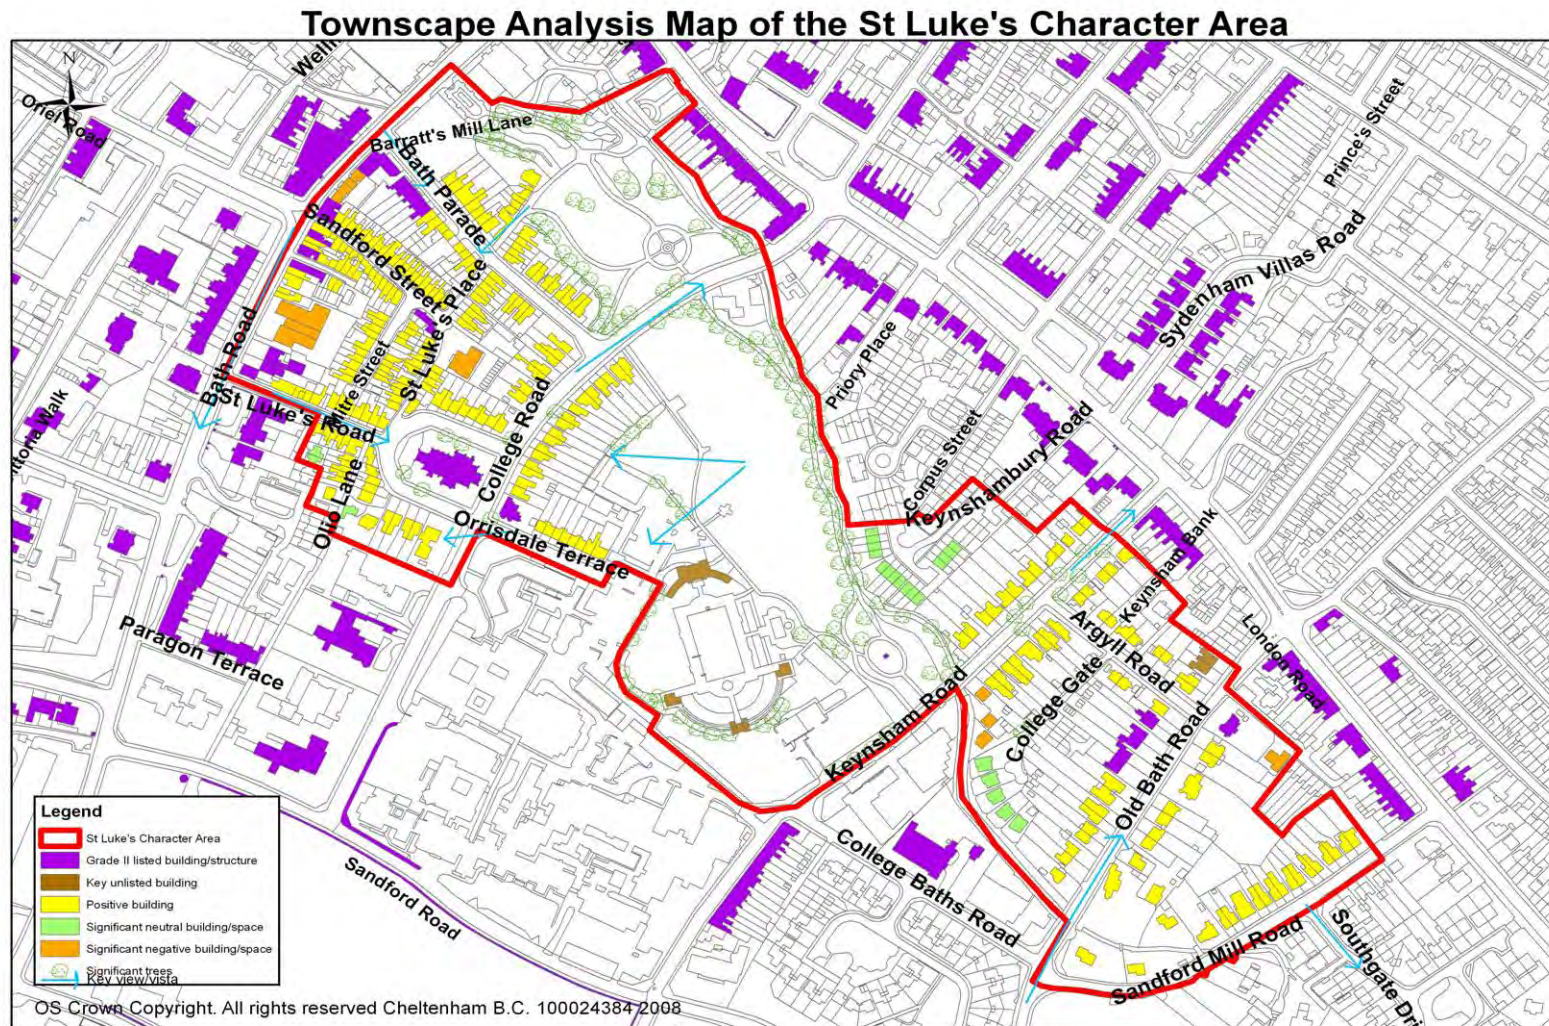 Townscape Analysis Map of the St Luke's Character Area
N
Oriel Road
Barratt's Mill Lane
Bath Parade
Sandford Street
St Luke's Place
Bath Road
Mitre Street
St Luke's Road
College Road
Olio Lane
Orrisdale Terrace
Paragon Terrace
Prince's Street
Sydenham Villas Road
Priory Place
Corpus Street
Keynshambury Road
Keynsham Bank
Argyll Road
College Gate
London Road
Keynsham Road
Old Bath Road
College Baths Road
Sandford Road
Sandford Mill Road
Southgate Dri
Legend
St Luke's Character Area
Grade II listed building/structure
Key unlisted building
Positive building
Significant neutral building/space
Significant negative building/space
Significant trees
Key view/vista
OS Crown Copyright. All rights reserved Cheltenham B.C. 100024384 2008